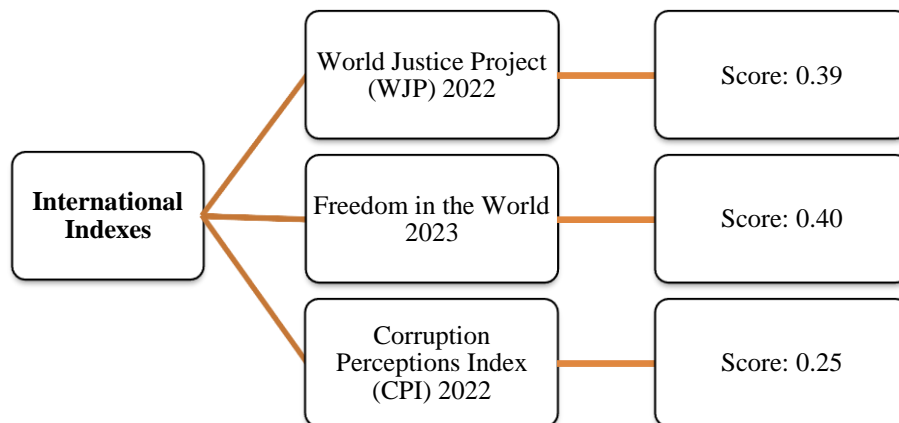 World Justice Project
(WJP) 2022
Score: 0.39
International
Indexes
Freedom in the World
2023
Score: 0.40
Corruption
Perceptions Index
(CPI) 2022
Score: 0.25